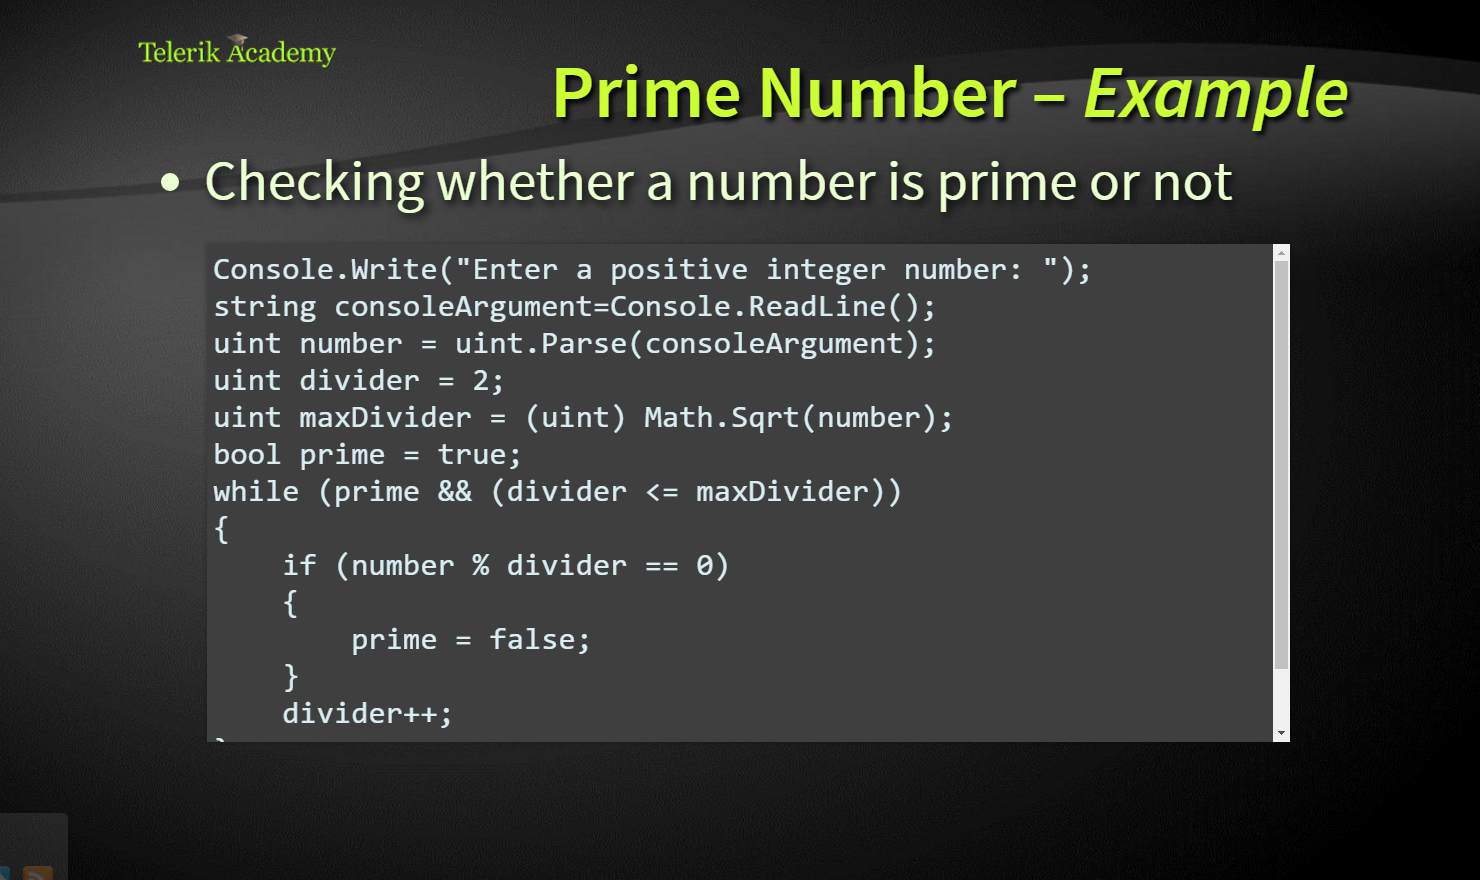 Telerik Academy
Prime Number – Example
• Checking whether a number is prime or not
Console.Write("Enter a positive integer number: ");
string consoleArgument=Console.ReadLine();
uint number = uint.Parse(consoleArgument);
uint divider = 2;
uint maxDivider = (uint) Math.Sqrt(number);
bool prime = true;
while (prime && (divider <= maxDivider))
{
    if (number % divider == 0)
    {
        prime = false;
    }
    divider++;